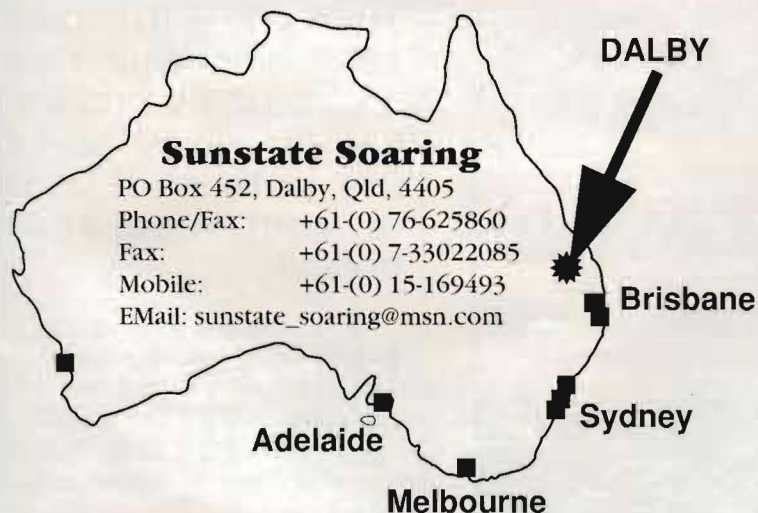 DALBY
Sunstate Soaring
PO Box 452, Dalby, Qld, 4405
Phone/Fax: +61-(0) 76-625860
Fax: +61-(0) 7-33022085
Mobile: +61-(0) 15-169493
EMail: sunstate_soaring@msn.com
Brisbane
Sydney
Adelaide
Melbourne